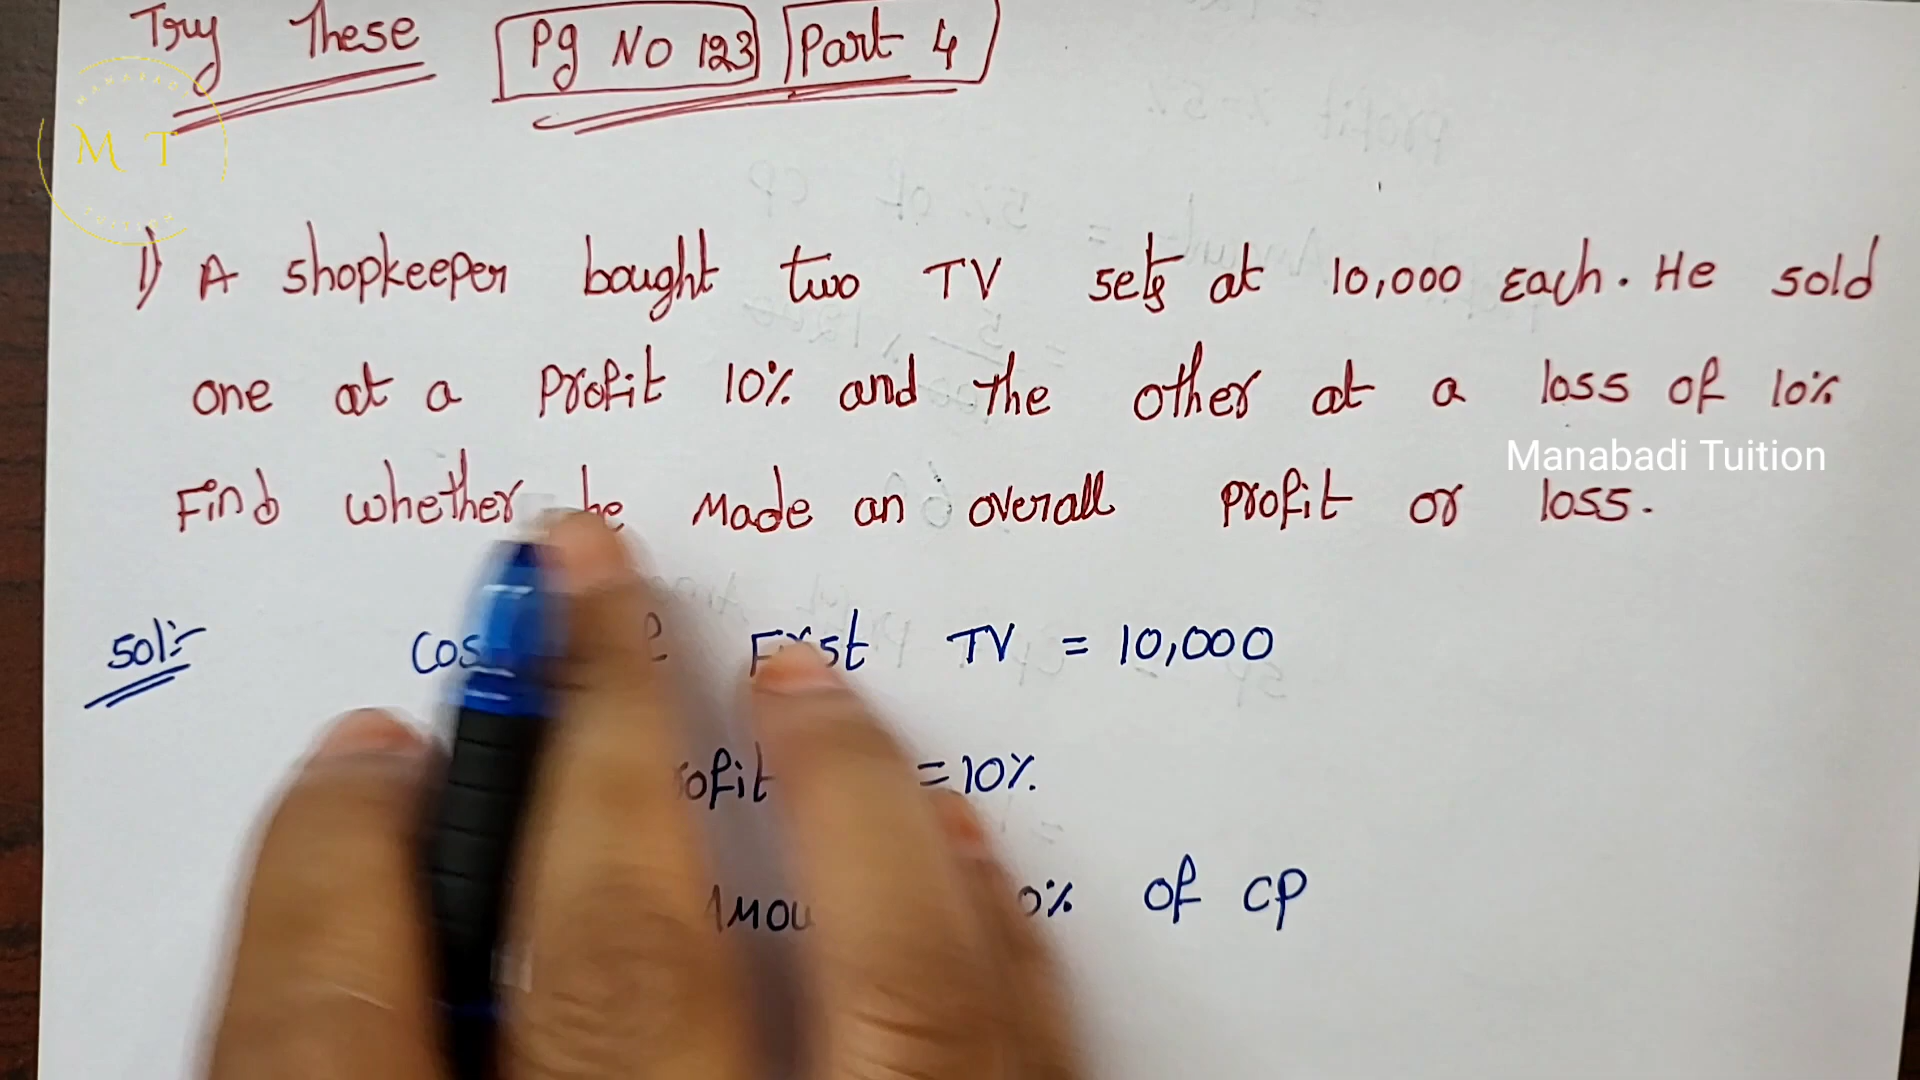 Try These Pg No 123 Part 4
M T
1) A shopkeeper bought two TV sets at 10,000 Each. He sold
one at a Profit 10% and the other at a loss of 10%
Manabadi Tuition
Find whether he Made an overall Profit or loss.
Sol:- First TV = 10,000
= 10%
of CP